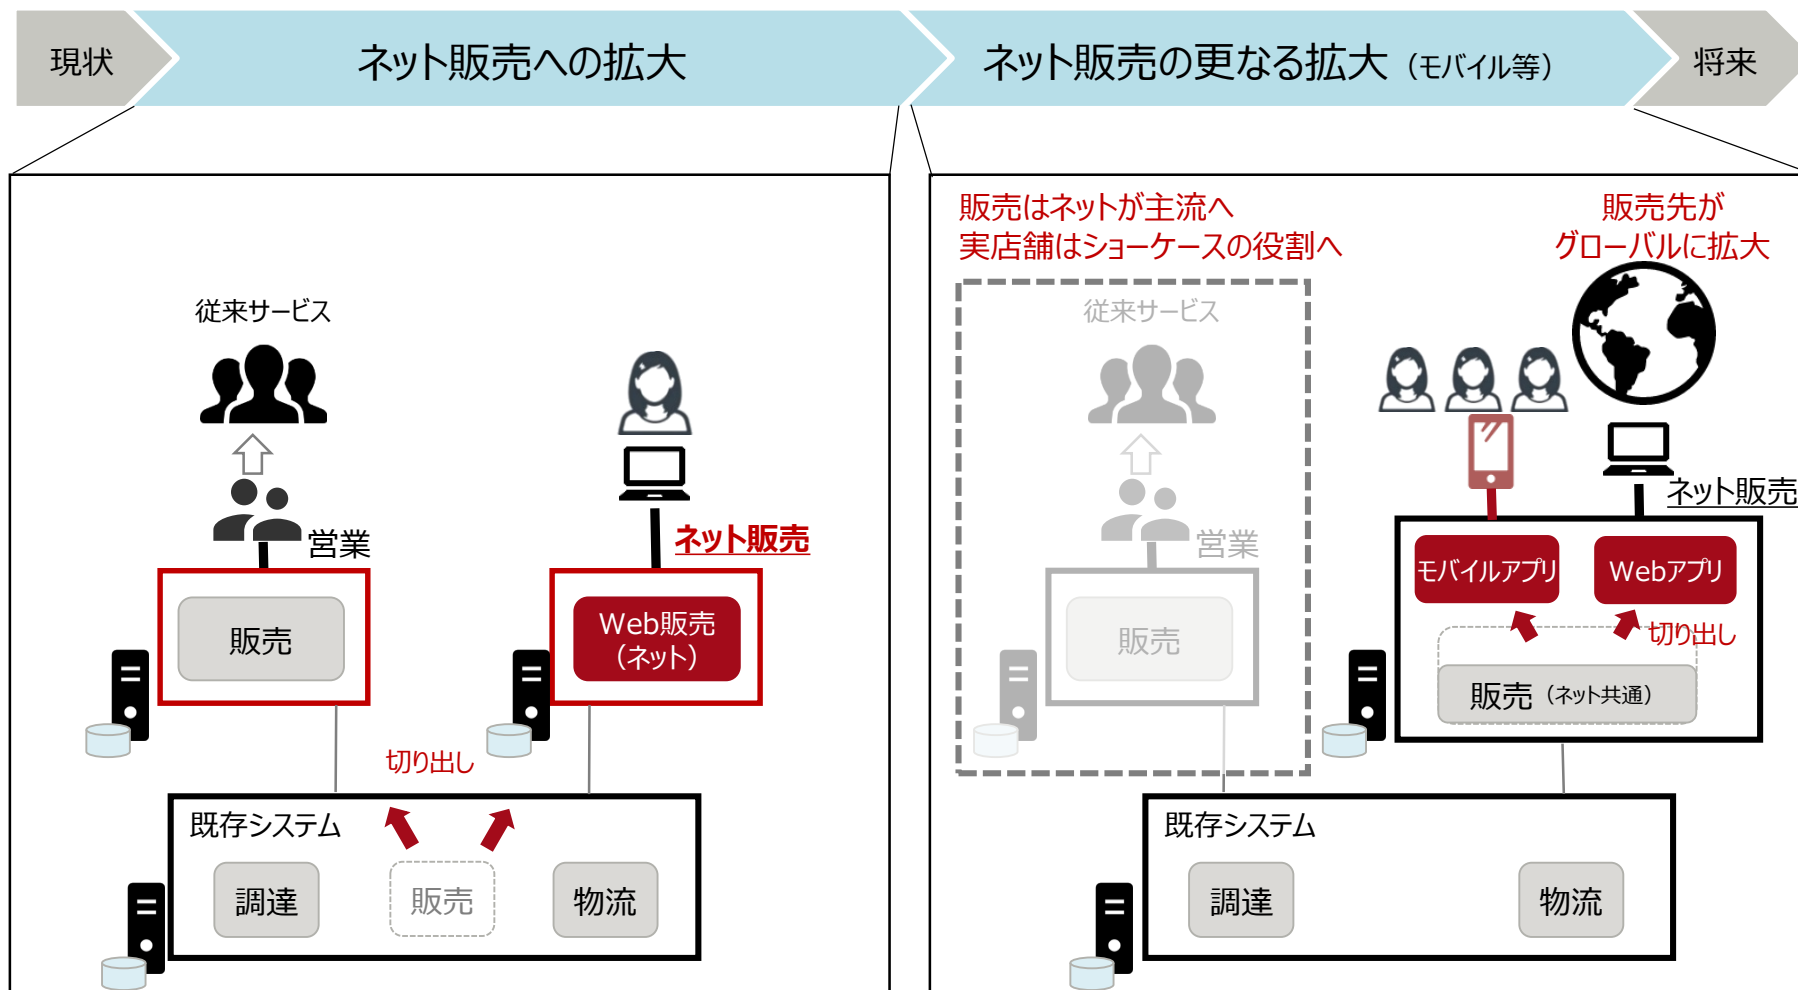 現状
ネット販売への拡大
ネット販売の更なる拡大（モバイル等）
将来
従来サービス
営業
ネット販売
販売
Web販売
（ネット）
切り出し
既存システム
調達
販売
物流
販売はネットが主流へ
実店舗はショーケースの役割へ
販売先が
グローバルに拡大
従来サービス
営業
販売
ネット販売
モバイルアプリ
Webアプリ
切り出し
販売（ネット共通）
既存システム
調達
物流